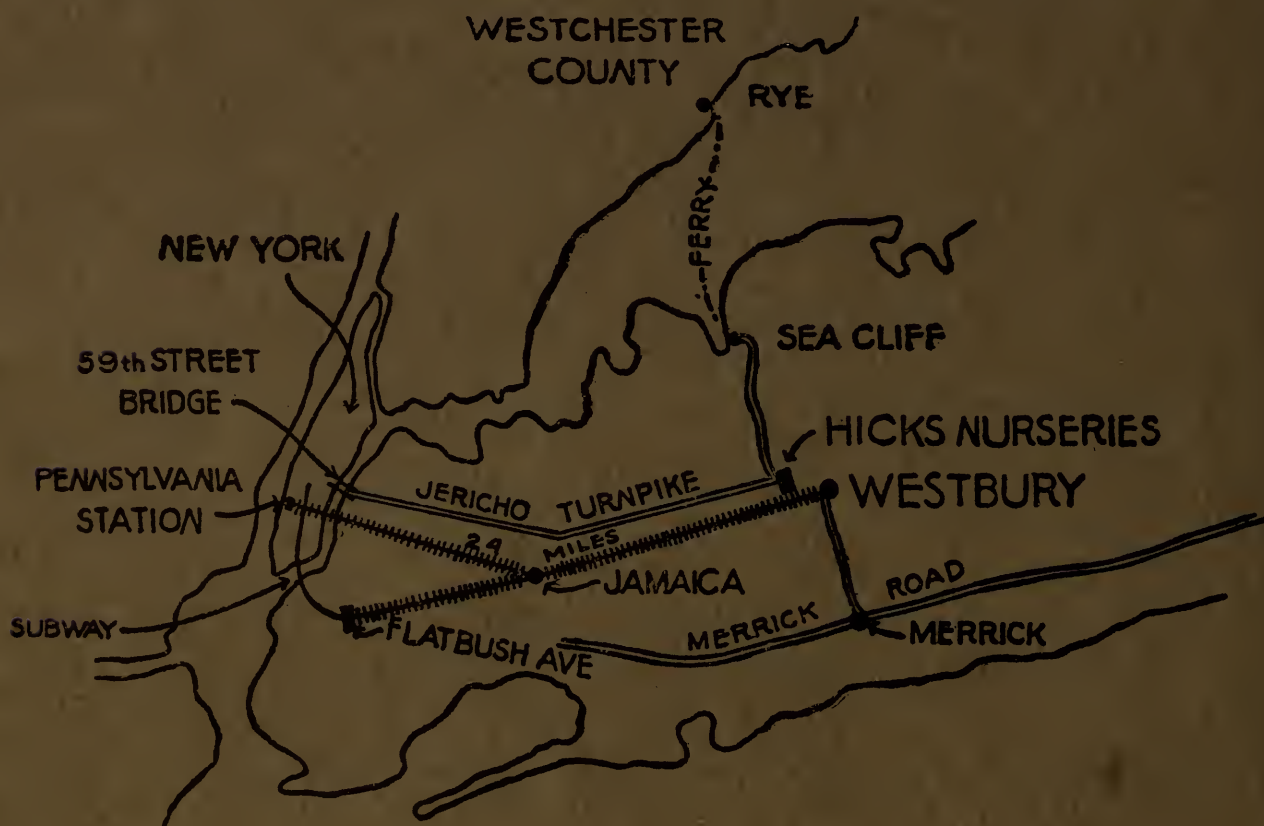 WESTCHESTER
COUNTY
RYE
FERRY
NEW YORK
SEA CLIFF
59th STREET
BRIDGE
HICKS NURSERIES
PENNSYLVANIA
STATION
JERICHO TURNPIKE
WESTBURY
24 MILES
JAMAICA
SUBWAY
FLATBUSH AVE
MERRICK ROAD
MERRICK